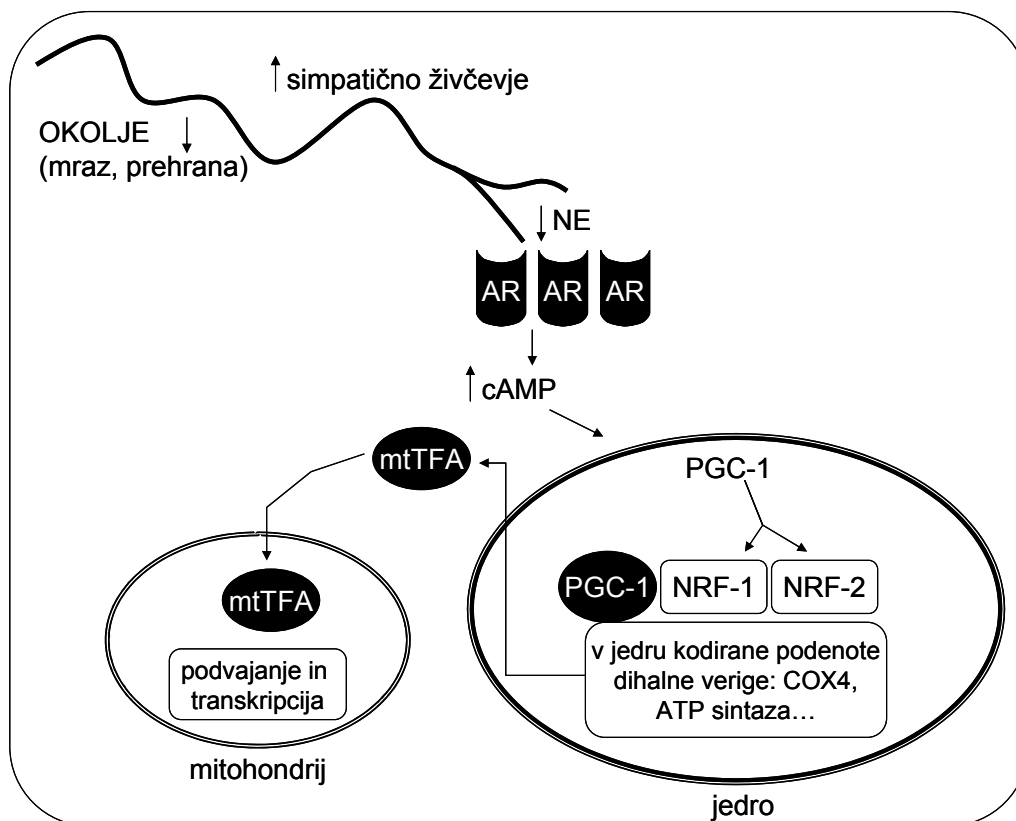 simpatično živčevje
OKOLJE
(mraz, prehrana)
NE
AR AR AR
cAMP
mtTFA
PGC-1
PGC-1 NRF-1 NRF-2
v jedru kodirane podenote
dihalne verige: COX4,
ATP sintaza…
mtTFA
podvajanje in
transkripcija
mitohondrij
jedro